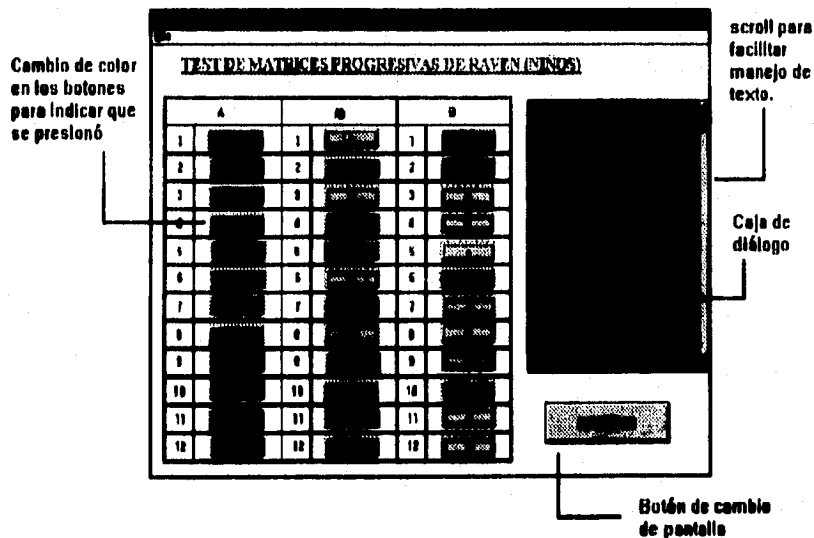 scroll para
facilitar
manejo de
texto.
Cambio de color
en los botones
para indicar que
se presionó
TEST DE MATRICES PROGRESIVAS DE RAVEN (NIÑOS)
A AB B
1 1 1
2 2 2
3 3 3
4 4
5 5 5
6 6 6
7 7 7
8 8 8
9 9 9
10 10 10
11 11 11
12 12 12
Caja de
diálogo
Botón de cambio
de pantalla